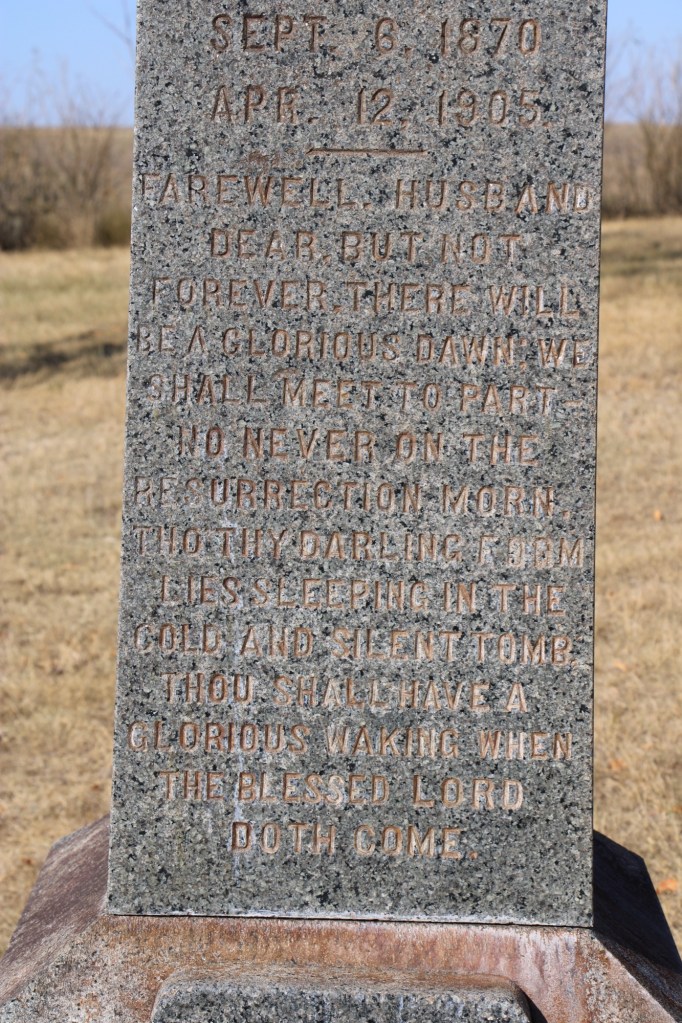 SEPT. 6, 1870
APR. 12, 1905.
FAREWELL, HUSBAND
DEAR, BUT NOT
FOREVER, THERE WILL
BE A GLORIOUS DAWN; WE
SHALL MEET TO PART-
NO NEVER ON THE
RESURRECTION MORN.
THO THY DARLING FORM
LIES SLEEPING IN THE
COLD AND SILENT TOMB,
THOU SHALL HAVE A
GLORIOUS WAKING WHEN
THE BLESSED LORD
DOTH COME.